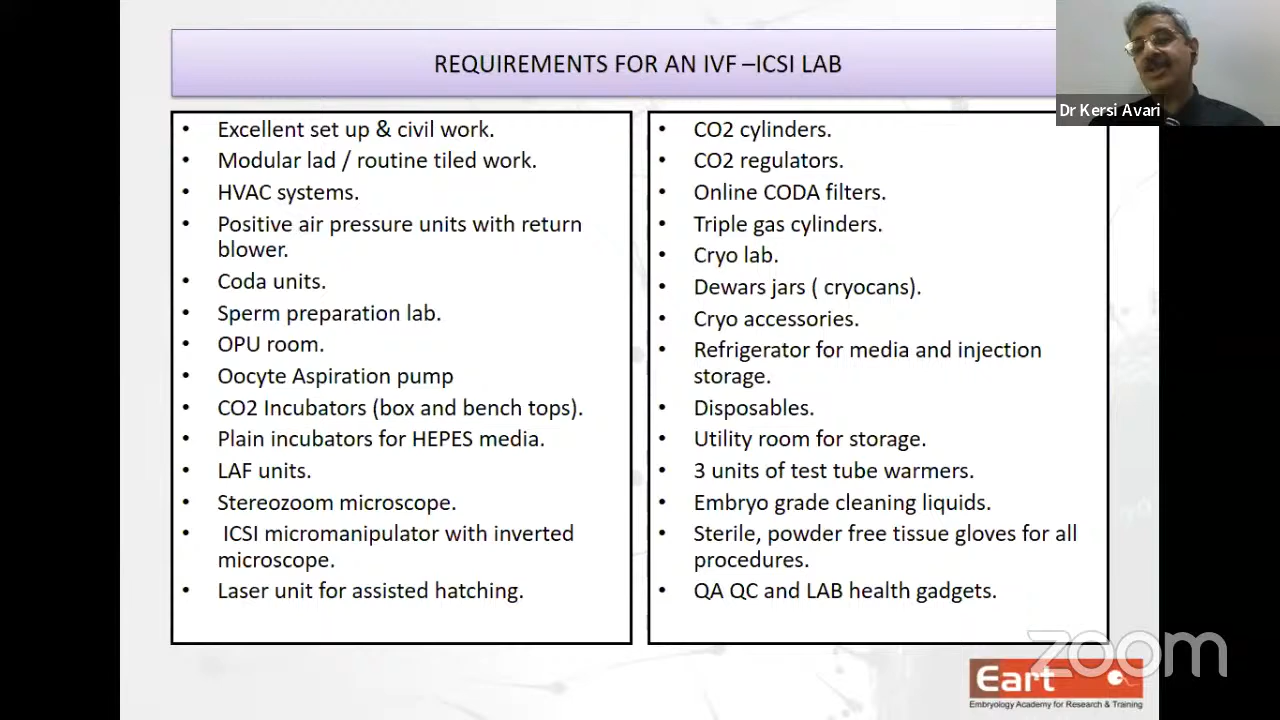 REQUIREMENTS FOR AN IVF –ICSI LAB
Dr Kersi Avari
• Excellent set up & civil work.
• Modular lad / routine tiled work.
• HVAC systems.
• Positive air pressure units with return
blower.
• Coda units.
• Sperm preparation lab.
• OPU room.
• Oocyte Aspiration pump
• CO2 Incubators (box and bench tops).
• Plain incubators for HEPES media.
• LAF units.
• Stereozoom microscope.
• ICSI micromanipulator with inverted
microscope.
• Laser unit for assisted hatching.
• CO2 cylinders.
• CO2 regulators.
• Online CODA filters.
• Triple gas cylinders.
• Cryo lab.
• Dewars jars ( cryocans).
• Cryo accessories.
• Refrigerator for media and injection
storage.
• Disposables.
• Utility room for storage.
• 3 units of test tube warmers.
• Embryo grade cleaning liquids.
• Sterile, powder free tissue gloves for all
procedures.
• QA QC and LAB health gadgets.
zoom
Eart
Embryology Academy for Research & Training